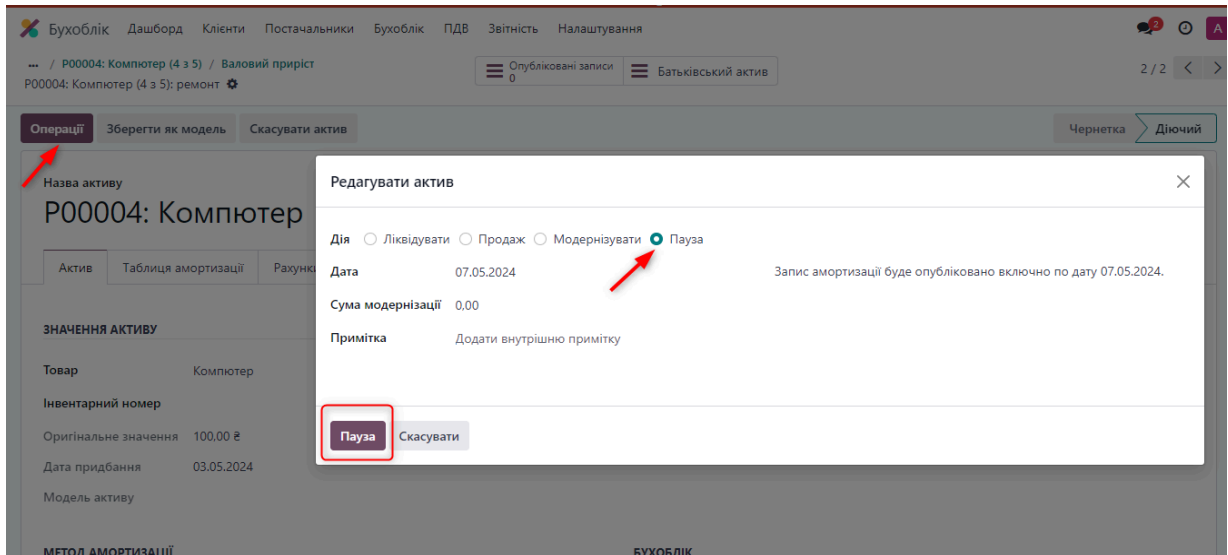 Бухоблік Дашборд Клієнти Постачальники Бухоблік ПДВ Звітність Налаштування 2 A
... / P00004: Компютер (4 з 5) / Валовий приріст
P00004: Компютер (4 з 5): ремонт
Опубліковані записи
0
Батьківський актив
2 / 2
Операції Зберегти як модель Скасувати актив Чернетка Діючий
Назва активу
P00004: Компютер
Актив Таблиця амортизації
ЗНАЧЕННЯ АКТИВУ
Товар Компютер
Інвентарний номер
Оригінальне значення 100,00 ₴
Дата придбання 03.05.2024
Модель активу
МЕТОД АМОРТИЗАЦІЇ БУХОБЛІК
Редагувати актив
Дія Ліквідувати Продаж Модернізувати Пауза
Дата 07.05.2024 Запис амортизації буде опубліковано включно по дату 07.05.2024.
Сума модернізації 0,00
Примітка Додати внутрішню примітку
Пауза Скасувати